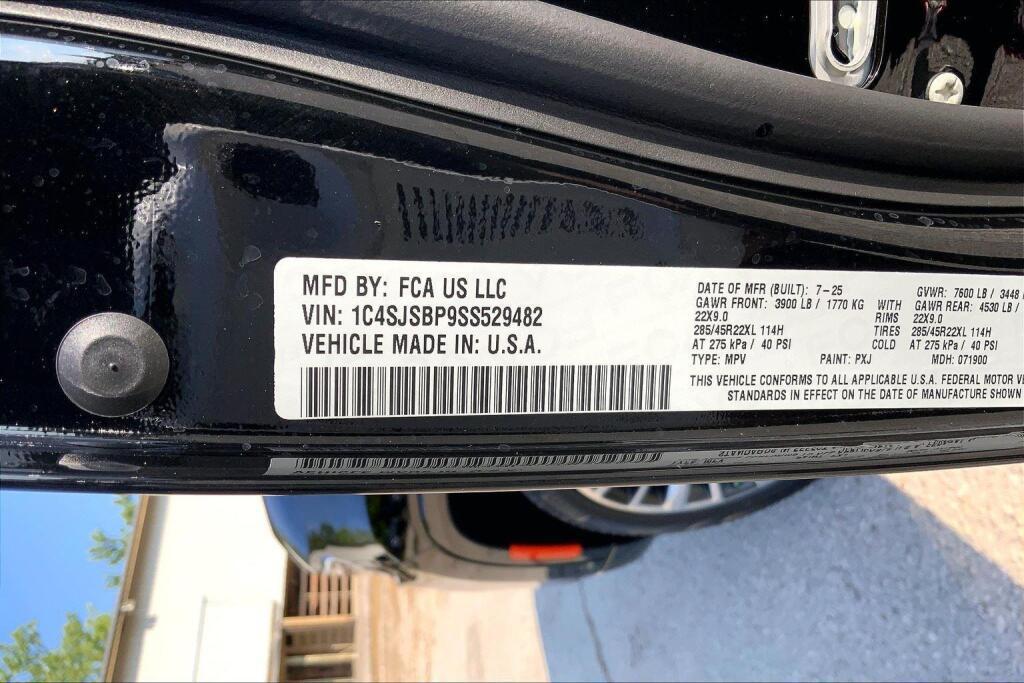 MFD BY: FCA US LLC
VIN: 1C4SJSBP9SS529482
VEHICLE MADE IN: U.S.A.
DATE OF MFR (BUILT): 7-25 GVWR: 7600 LB / 3448
GAWR FRONT: 3900 LB / 1770 KG WITH GAWR REAR: 4530 LB /
22X9.0 RIMS 22X9.0
285/45R22XL 114H TIRES 285/45R22XL 114H
AT 275 kPa / 40 PSI COLD AT 275 kPa / 40 PSI
TYPE: MPV PAINT: PXJ MDH: 071900
THIS VEHICLE CONFORMS TO ALL APPLICABLE U.S.A. FEDERAL MOTOR
STANDARDS IN EFFECT ON THE DATE OF MANUFACTURE SHOWN